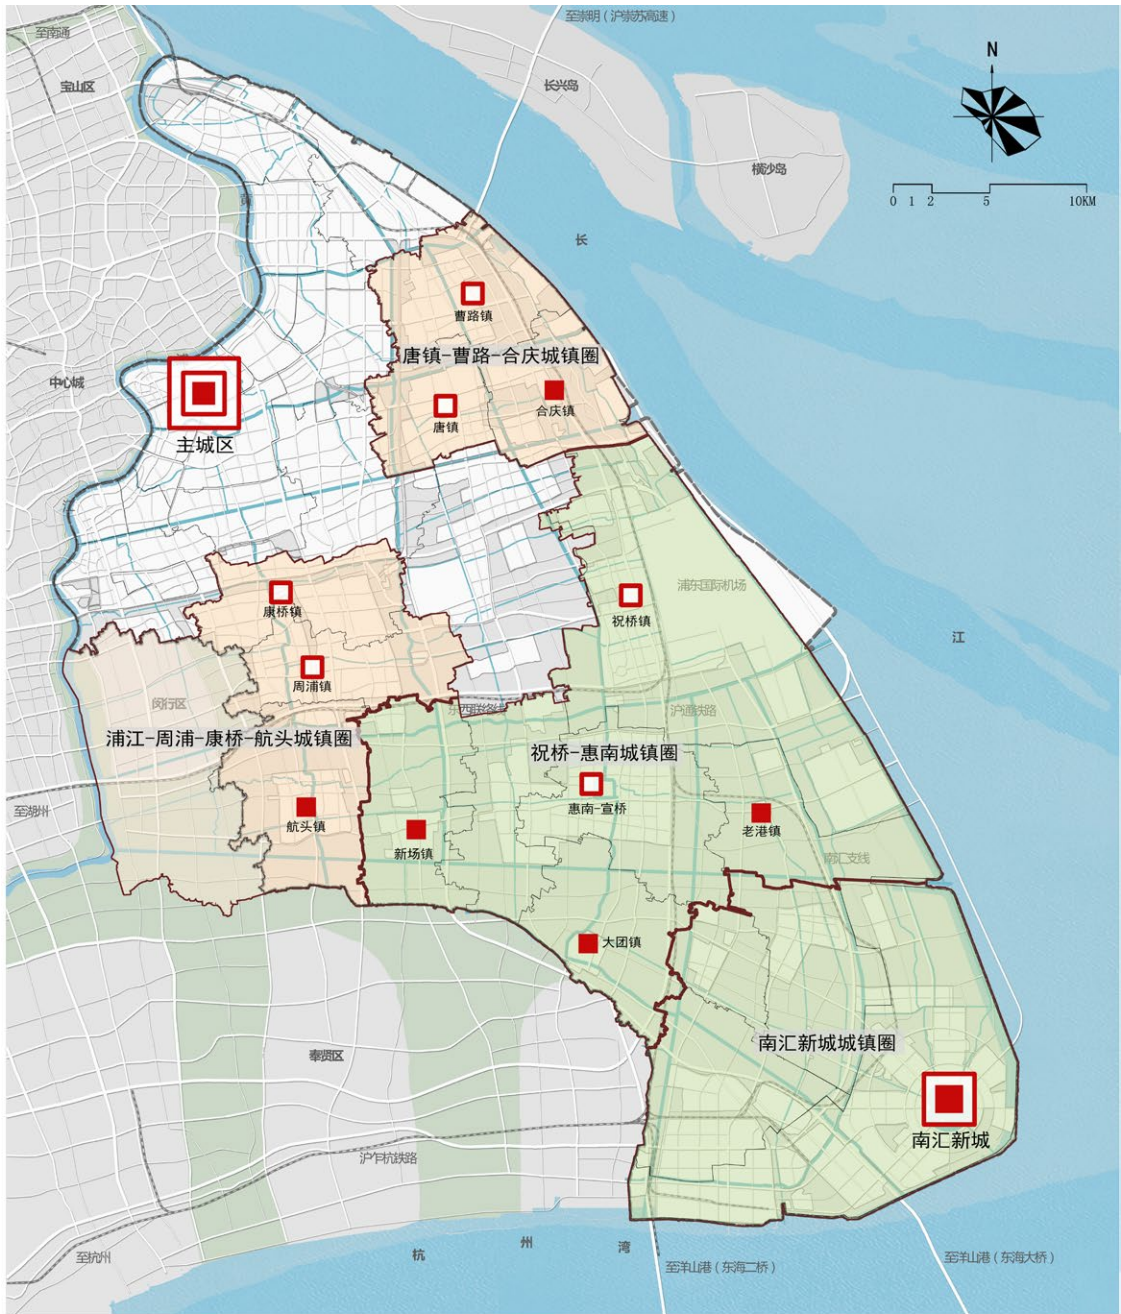 至崇明（沪崇苏高速）
至南通
N
宝山区
长兴岛
横沙岛
黄
0 1 2 5 10KM
长
曹路镇
唐镇-曹路-合庆城镇圈
中心城
合庆镇
唐镇
主城区
浦东国际机场
康桥镇
祝桥镇
江
周浦镇
闵行区
东西联络线
沪通铁路
浦江-周浦-康桥-航头城镇圈
祝桥-惠南城镇圈
至湖州
惠南-宣桥
航头镇
老港镇
新场镇
南汇支线
大团镇
南汇新城城镇圈
奉贤区
南汇新城
沪乍杭铁路
杭
州
湾
至杭州
至洋山港（东海二桥）
至洋山港（东海大桥）